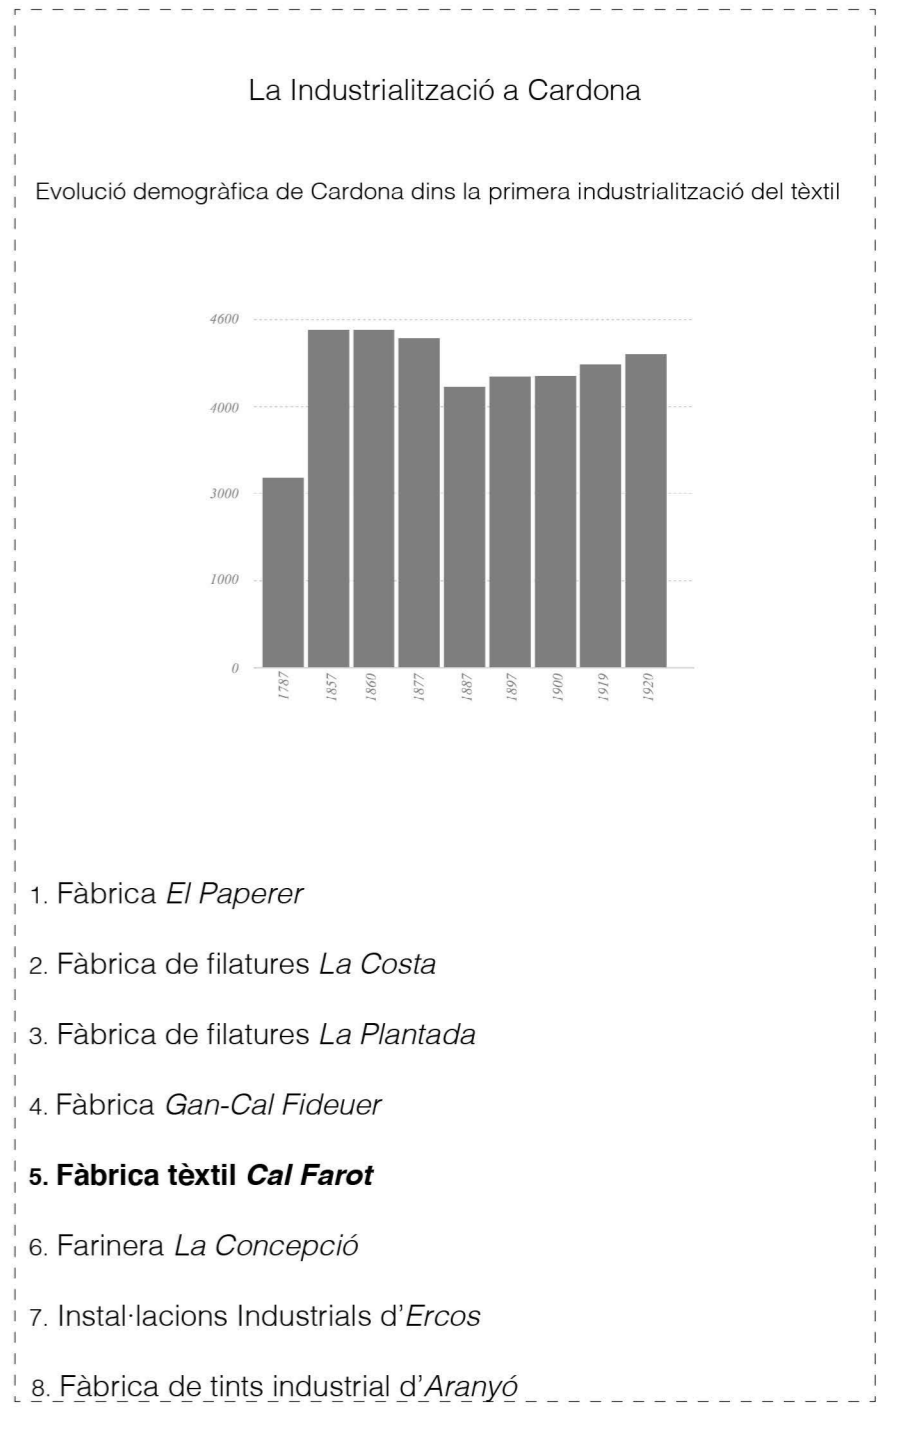 La Industrialització a Cardona
Evolució demogràfica de Cardona dins la primera industrialització del tèxtil
4600
4000
3000
1000
0
1787 1857 1860 1877 1887 1897 1900 1919 1920
1. Fàbrica El Paperer
2. Fàbrica de filatures La Costa
3. Fàbrica de filatures La Plantada
4. Fàbrica Gan-Cal Fideuer
5. Fàbrica tèxtil Cal Farot
6. Farinera La Concepció
7. Instal·lacions Industrials d'Ercos
8. Fàbrica de tints industrial d'Aranyó